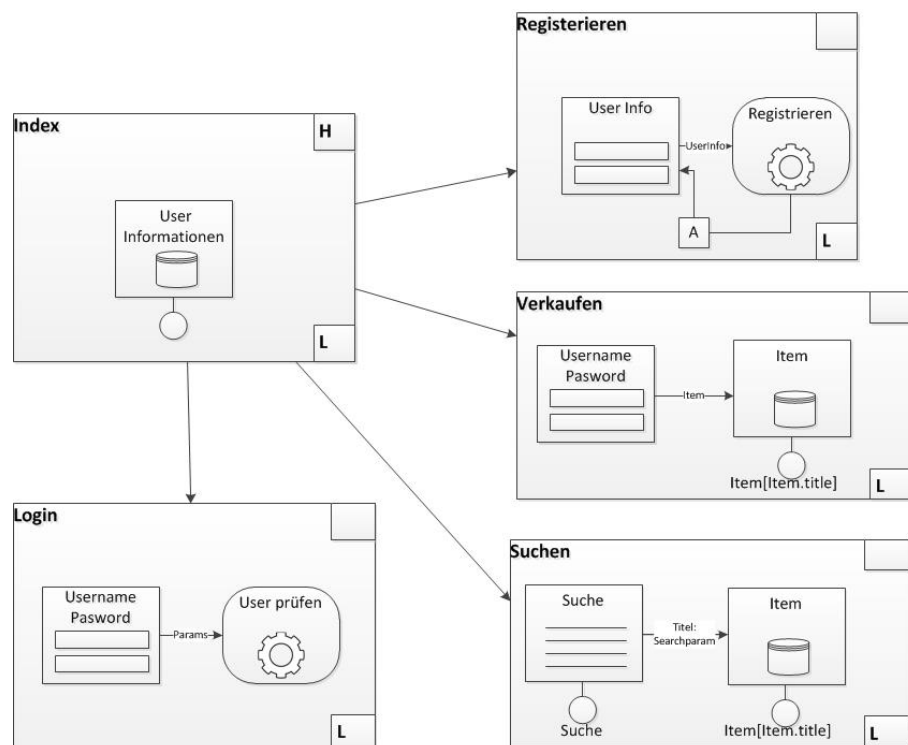 Registerieren
User Info
Registrieren
UserInfo
A
L
Index
H
User
Informationen
L
Verkaufen
Username
Pasword
Item
Item
Item[Item.title]
L
Login
Username
Pasword
Params
User prüfen
L
Suchen
Suche
Titel:
Searchparam
Item
Suche
Item[Item.title]
L